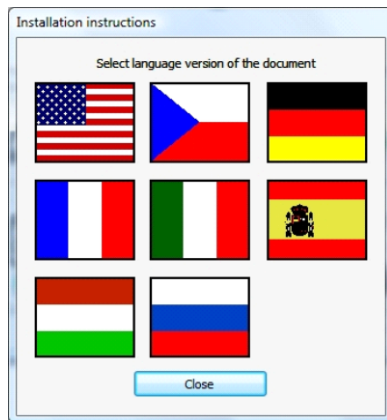 Installation instructions
Select language version of the document
Close